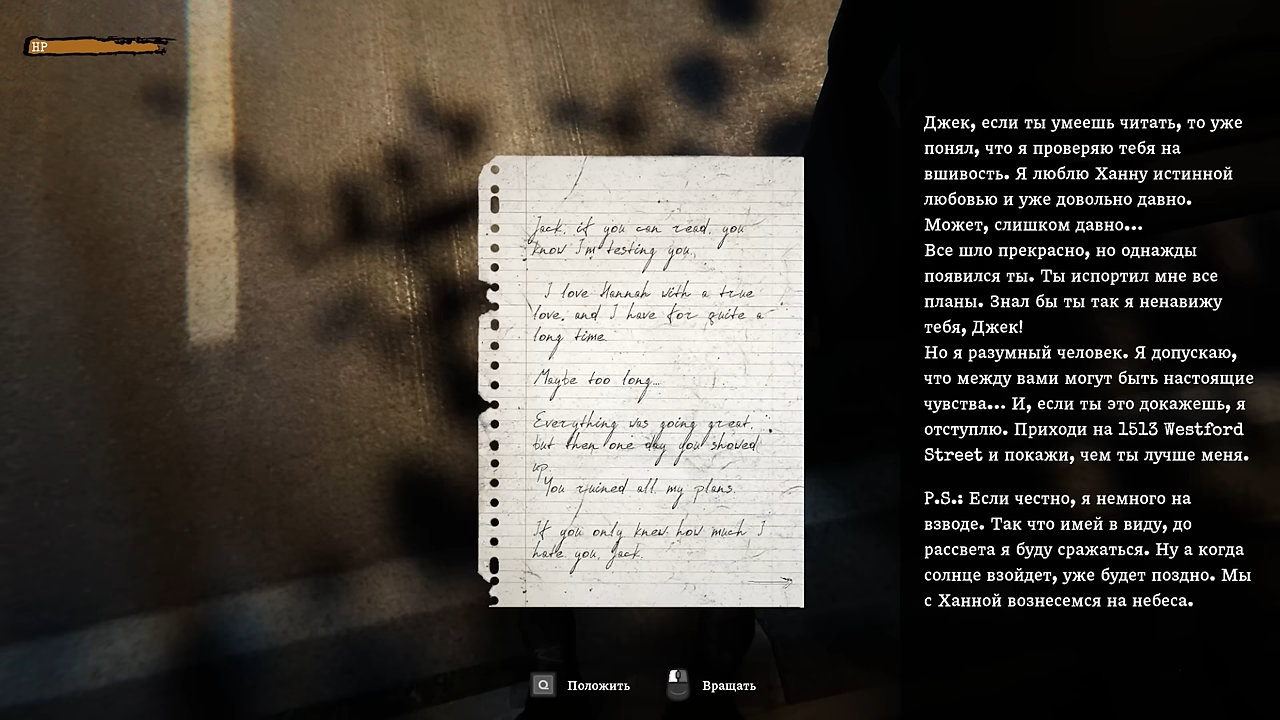 HP
Jack, if you can read, you
know I'm testing you.
I love Hannah with a true
love, and I have for quite a
long time.
Maybe too long...
Everything was going great,
but then one day you showed
up.
You ruined all my plans.
If you only knew how much I
hate you, Jack.
Джек, если ты умеешь читать, то уже
понял, что я проверяю тебя на
вшивость. Я люблю Ханну истинной
любовью и уже довольно давно.
Может, слишком давно...
Все шло прекрасно, но однажды
появился ты. Ты испортил мне все
планы. Знал бы ты так я ненавижу
тебя, Джек!
Но я разумный человек. Я допускаю,
что между вами могут быть настоящие
чувства... И, если ты это докажешь, я
отступлю. Приходи на 1513 Westford
Street и покажи, чем ты лучше меня.
P.S.: Если честно, я немного на
взводе. Так что имей в виду, до
рассвета я буду сражаться. Ну а когда
солнце взойдет, уже будет поздно. Мы
с Ханной вознесемся на небеса.
Q Положить Вращать